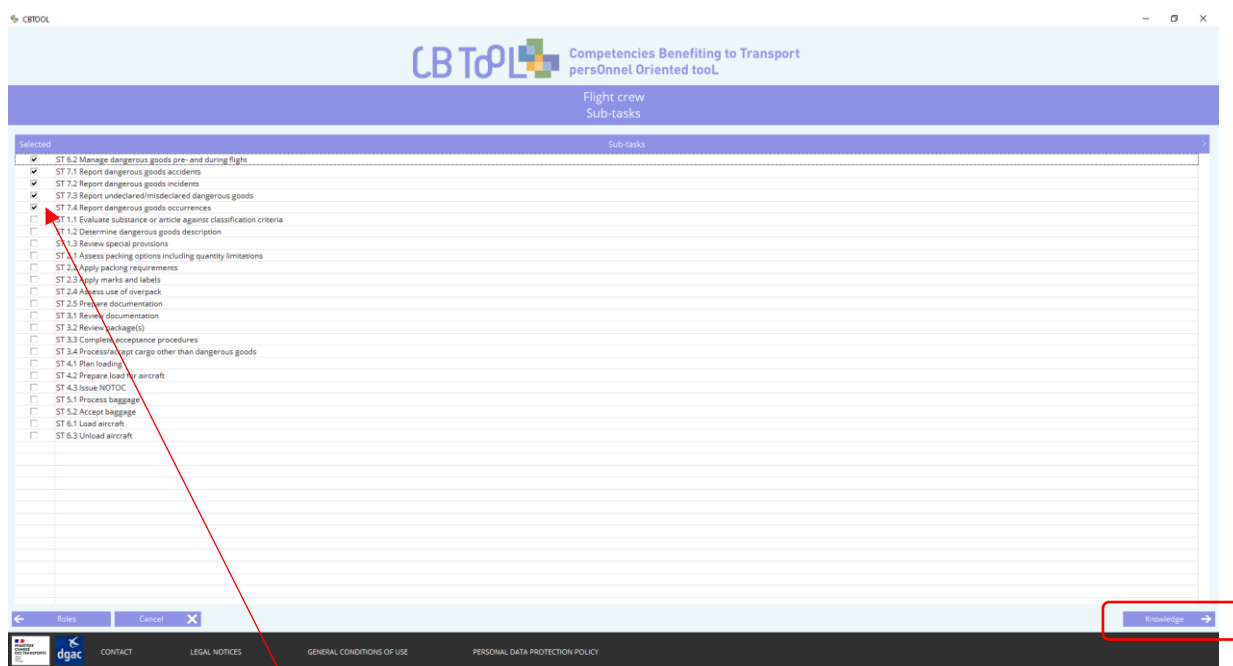 CBTOOL
CB TOOL Competencies Benefiting to Transport
persOnnel Oriented tooL
Flight crew
Sub-tasks
Selected Sub-tasks
ST 6.2 Manage dangerous goods pre- and during flight
ST 7.1 Report dangerous goods accidents
ST 7.2 Report dangerous goods incidents
ST 7.3 Report undeclared/misdeclared dangerous goods
ST 7.4 Report dangerous goods occurrences
ST 1.1 Evaluate substance or article against classification criteria
ST 1.2 Determine dangerous goods description
ST 1.3 Review special provisions
ST 2.1 Assess packing options including quantity limitations
ST 2.2 Apply packing requirements
ST 2.3 Apply marks and labels
ST 2.4 Assess use of overpack
ST 2.5 Prepare documentation
ST 3.1 Review documentation
ST 3.2 Review package(s)
ST 3.3 Complete acceptance procedures
ST 3.4 Process/accept cargo other than dangerous goods
ST 4.1 Plan loading
ST 4.2 Prepare load for aircraft
ST 4.3 Issue NOTOC
ST 5.1 Process baggage
ST 5.2 Accept baggage
ST 6.1 Load aircraft
ST 6.3 Unload aircraft
Roles Cancel Knowledge
dgac CONTACT LEGAL NOTICES GENERAL CONDITIONS OF USE PERSONAL DATA PROTECTION POLICY